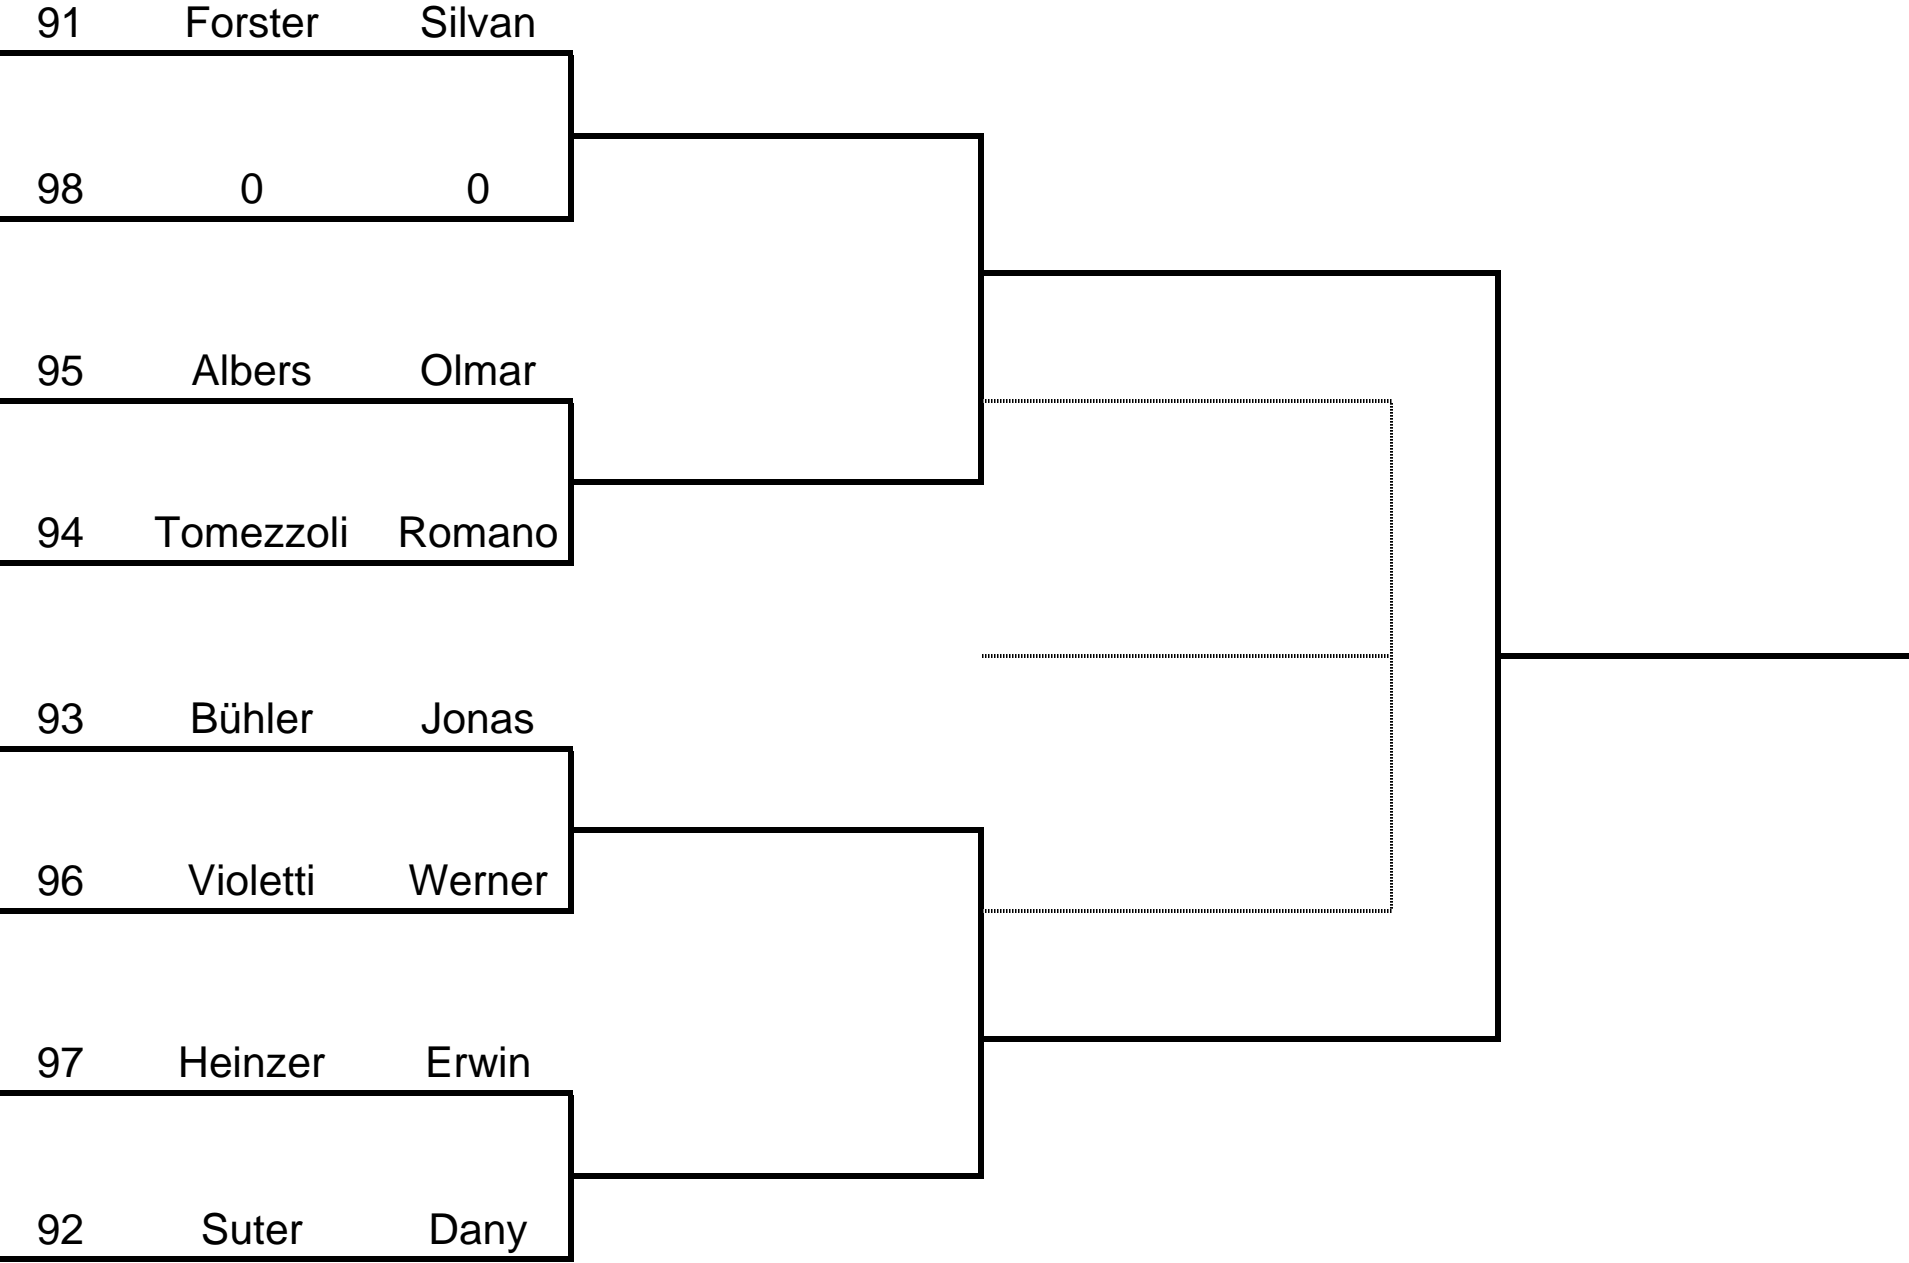 91 Forster Silvan
98 0 0
95 Albers Olmar
94 Tomezzoli Romano
93 Bühler Jonas
96 Violetti Werner
97 Heinzer Erwin
92 Suter Dany